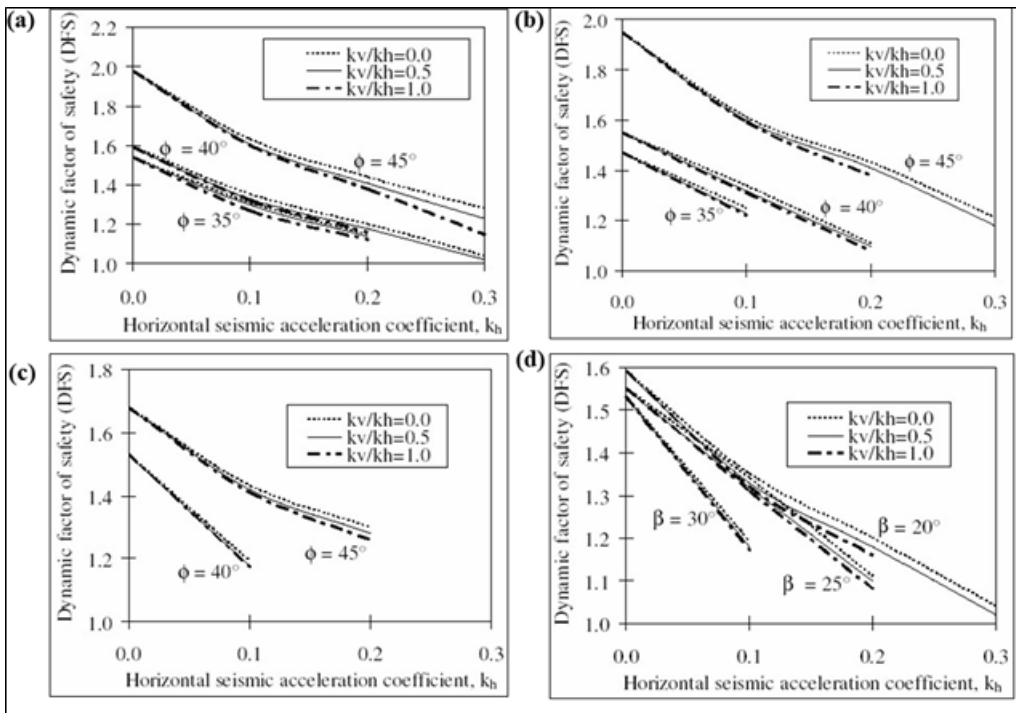 (a)
Dynamic factor of safety (DFS)
2.2
2.0
1.8
1.6
1.4
1.2
1.0
kv/kh=0.0
kv/kh=0.5
kv/kh=1.0
ϕ = 40°
ϕ = 45°
ϕ = 35°
0.0 0.1 0.2 0.3
Horizontal seismic acceleration coefficient, kh
(b)
Dynamic factor of safety (DFS)
2.0
1.8
1.6
1.4
1.2
1.0
kv/kh=0.0
kv/kh=0.5
kv/kh=1.0
ϕ = 45°
ϕ = 40°
ϕ = 35°
0.0 0.1 0.2 0.3
Horizontal seismic acceleration coefficient, kh
(c)
Dynamic factor of safety (DFS)
1.8
1.6
1.4
1.2
1.0
kv/kh=0.0
kv/kh=0.5
kv/kh=1.0
ϕ = 45°
ϕ = 40°
0.0 0.1 0.2 0.3
Horizontal seismic acceleration coefficient, kh
(d)
Dynamic factor of safety (DFS)
1.6
1.5
1.4
1.3
1.2
1.1
1.0
kv/kh=0.0
kv/kh=0.5
kv/kh=1.0
β = 30°
β = 20°
β = 25°
0.0 0.1 0.2 0.3
Horizontal seismic acceleration coefficient, kh